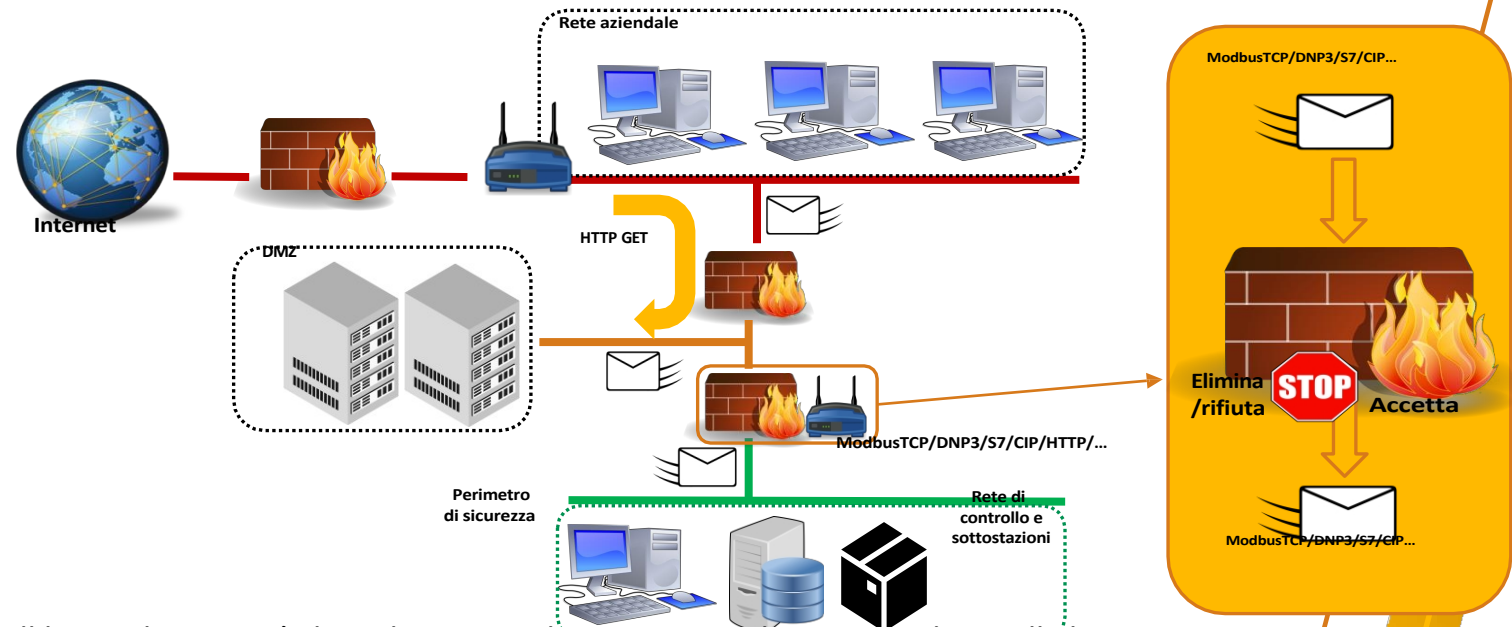 Rete aziendale
Internet
HTTP GET
DMZ
ModbusTCP/DNP3/S7/CIP/HTTP/...
Perimetro
di sicurezza
Rete di
controllo e
sottostazioni
ModbusTCP/DNP3/S7/CIP...
Elimina
/rifiuta
STOP
Accetta
ModbusTCP/DNP3/S7/CIP...